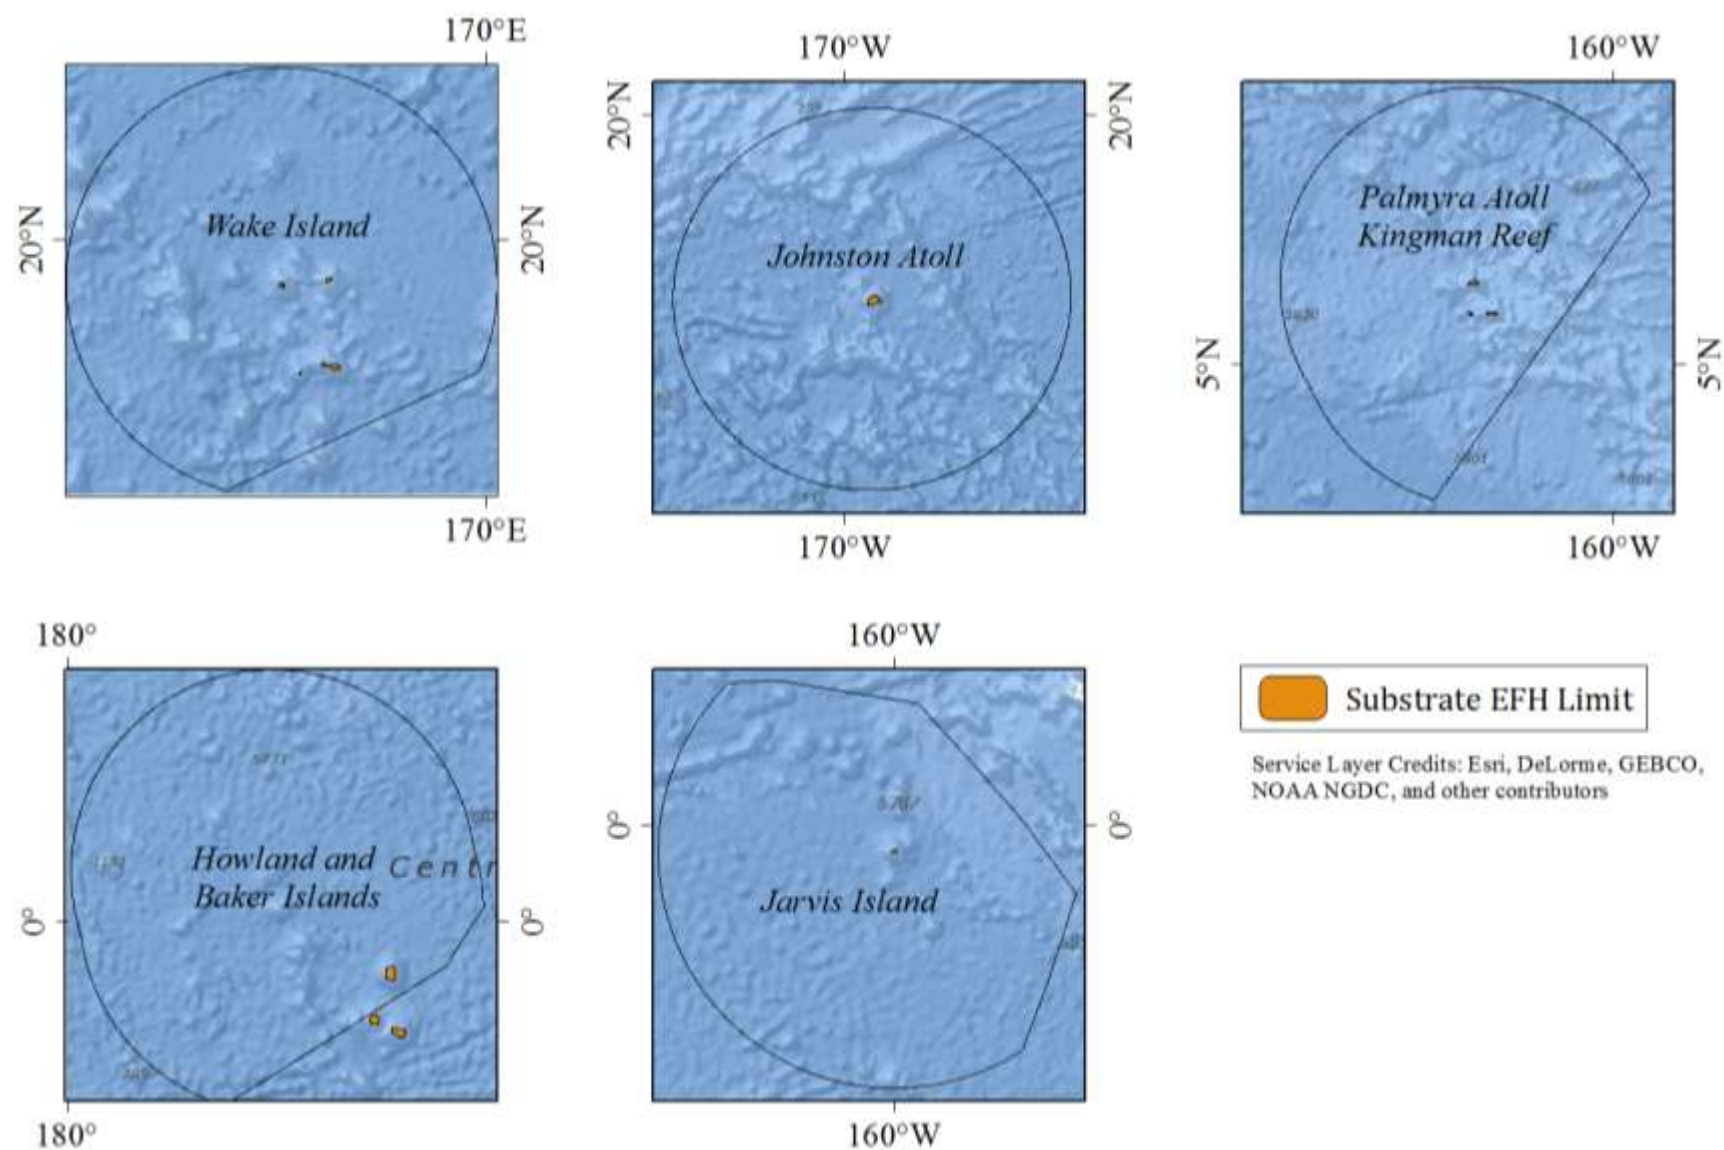 170°E
170°W
160°W
20°N
20°N
20°N
20°N
5°N
5°N
Wake Island
Johnston Atoll
Palmyra Atoll
Kingman Reef
170°E
170°W
160°W
180°
160°W
0°
0°
0°
0°
Howland and
Baker Islands
Centr
Jarvis Island
180°
160°W
Substrate EFH Limit
Service Layer Credits: Esri, DeLorme, GEBCO,
NOAA NGDC, and other contributors